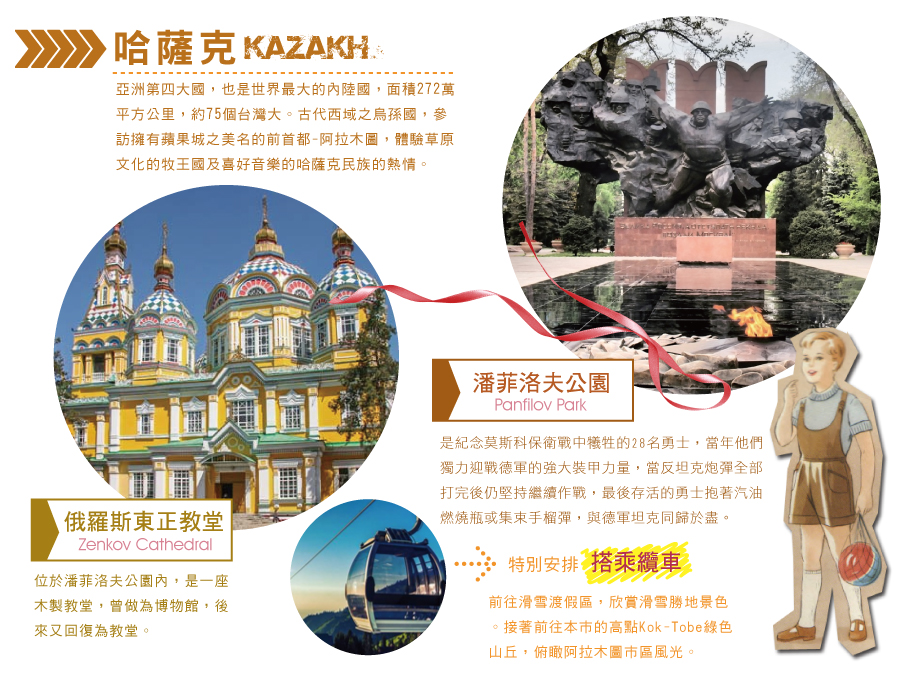 哈薩克 KAZAKH
亞洲第四大國，也是世界最大的內陸國，面積272萬
平方公里，約75個台灣大。古代西域之烏孫國，參
訪擁有蘋果城之美名的前首都-阿拉木圖，體驗草原
文化的牧王國及喜好音樂的哈薩克民族的熱情。
潘菲洛夫公園
Panfilov Park
是紀念莫斯科保衛戰中犧牲的28名勇士，當年他們
獨力迎戰德軍的強大裝甲力量，當反坦克炮彈全部
打完後仍堅持繼續作戰，最後存活的勇士抱著汽油
燃燒瓶或集束手榴彈，與德軍坦克同歸於盡。
俄羅斯東正教堂
Zenkov Cathedral
位於潘菲洛夫公園內，是一座
木製教堂，曾做為博物館，後
來又回復為教堂。
特別安排 搭乘纜車
前往滑雪渡假區，欣賞滑雪勝地景色
。接著前往本市的高點Kok-Tobe綠色
山丘，俯瞰阿拉木圖市區風光。